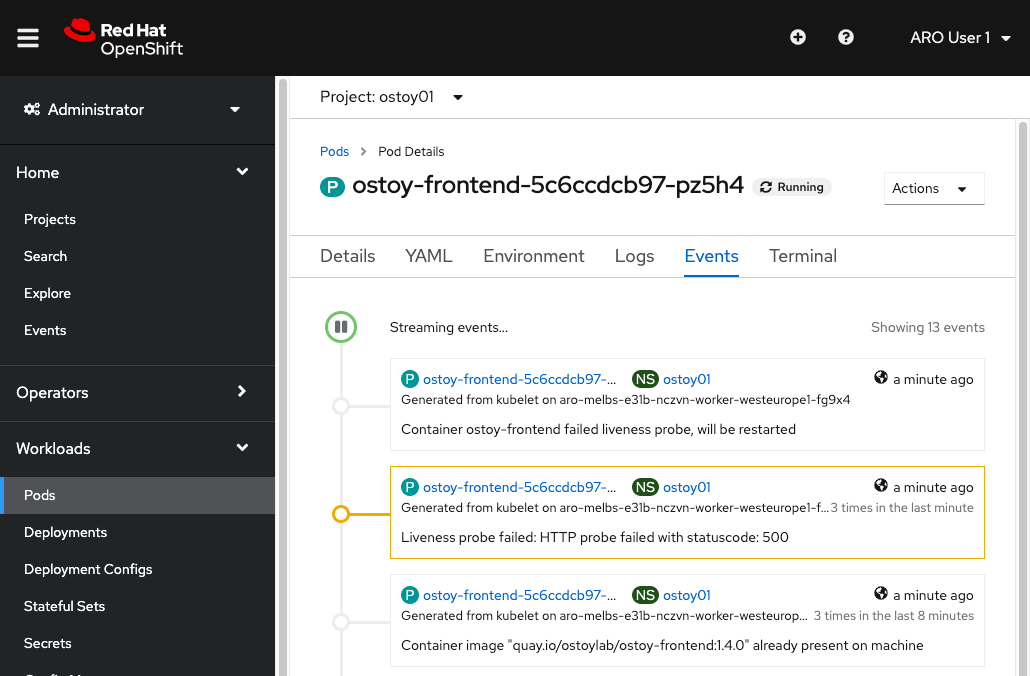 Red Hat
OpenShift
ARO User 1
Administrator
Home
Projects
Search
Explore
Events
Operators
Workloads
Pods
Deployments
Deployment Configs
Stateful Sets
Secrets
Project: ostoy01
Pods > Pod Details
P ostoy-frontend-5c6ccdcb97-pz5h4 Running
Actions
Details YAML Environment Logs Events Terminal
Streaming events... Showing 13 events
P ostoy-frontend-5c6ccdcb97-... NS ostoy01 a minute ago
Generated from kubelet on aro-melbs-e31b-nczvn-worker-westeurope1-fg9x4
Container ostoy-frontend failed liveness probe, will be restarted
P ostoy-frontend-5c6ccdcb97-... NS ostoy01 a minute ago
Generated from kubelet on aro-melbs-e31b-nczvn-worker-westeurope1-f... 3 times in the last minute
Liveness probe failed: HTTP probe failed with statuscode: 500
P ostoy-frontend-5c6ccdcb97-... NS ostoy01 a minute ago
Generated from kubelet on aro-melbs-e31b-nczvn-worker-westeurop... 3 times in the last 8 minutes
Container image "quay.io/ostoylab/ostoy-frontend:1.4.0" already present on machine